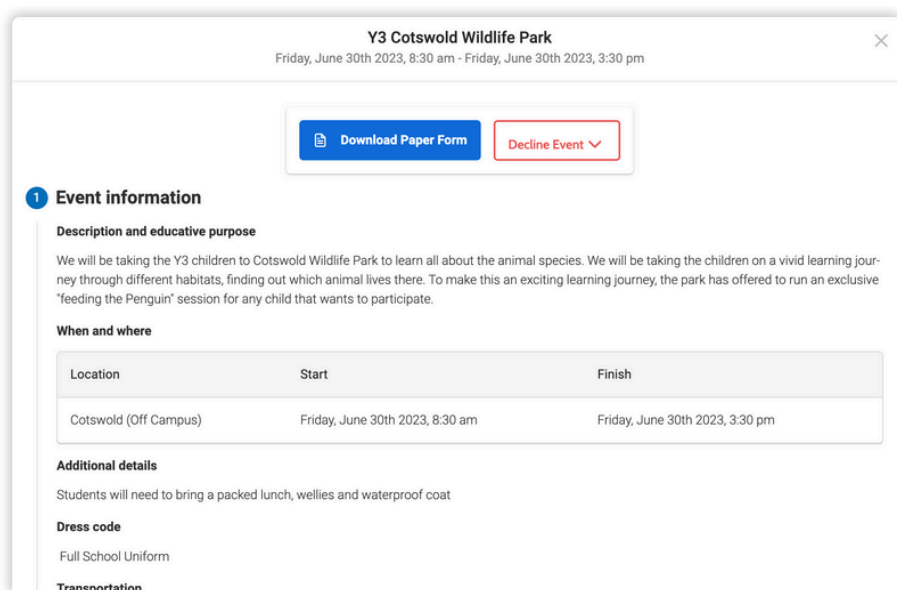 Y3 Cotswold Wildlife Park
Friday, June 30th 2023, 8:30 am - Friday, June 30th 2023, 3:30 pm
Download Paper Form
Decline Event
1 Event information
Description and educative purpose
We will be taking the Y3 children to Cotswold Wildlife Park to learn all about the animal species. We will be taking the children on a vivid learning jour-
ney through different habitats, finding out which animal lives there. To make this an exciting learning journey, the park has offered to run an exclusive
"feeding the Penguin" session for any child that wants to participate.
When and where
Location Start Finish
Cotswold (Off Campus) Friday, June 30th 2023, 8:30 am Friday, June 30th 2023, 3:30 pm
Additional details
Students will need to bring a packed lunch, wellies and waterproof coat
Dress code
Full School Uniform
Transportation